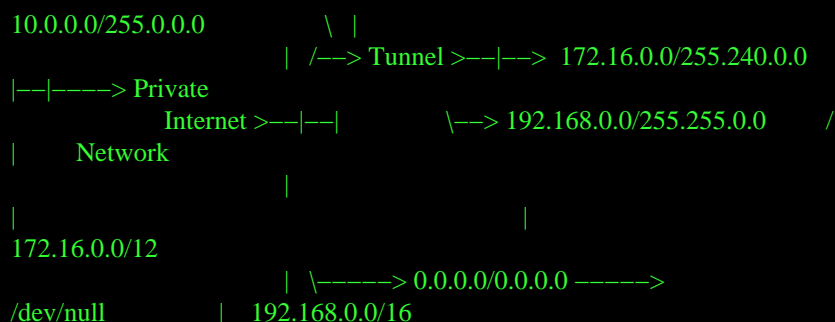 10.0.0.0/255.0.0.0                    \   |
                                            |   /--> Tunnel >--|-->  172.16.0.0/255.240.0.0
|--|----> Private
                        Internet >--|--|                \--> 192.168.0.0/255.255.0.0         /
|         Network
                                            |
|                                                                                |
172.16.0.0/12
                                            |   \-----> 0.0.0.0/0.0.0.0 ----->
/dev/null                  |    192.168.0.0/16